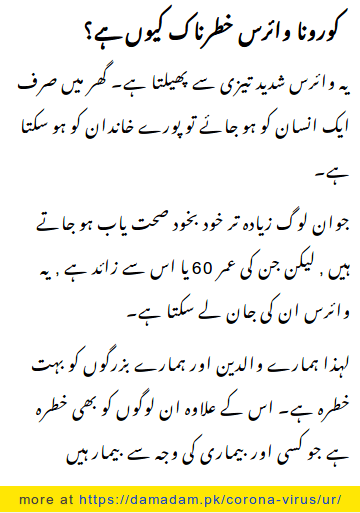 کورونا وائرس خطرناک کیوں ہے؟
یہ وائرس شدید تیزی سے پھیلتا ہے۔ گھر میں صرف
ایک انسان کو ہو جائے تو پورے خاندان کو ہو سکتا
ہے۔
جوان لوگ زیادہ تر خود بخود صحت یاب ہو جاتے
ہیں , لیکن جن کی عمر 60 یا اس سے زائد ہے , یہ
وائرس ان کی جان لے سکتا ہے۔
لہذا ہمارے والدین اور ہمارے بزرگوں کو بہت
خطرہ ہے۔ اس کے علاوہ ان لوگوں کو بھی خطرہ
ہے جو کسی اور بیماری کی وجہ سے بیمار ہیں
more at https://damadam.pk/corona-virus/ur/